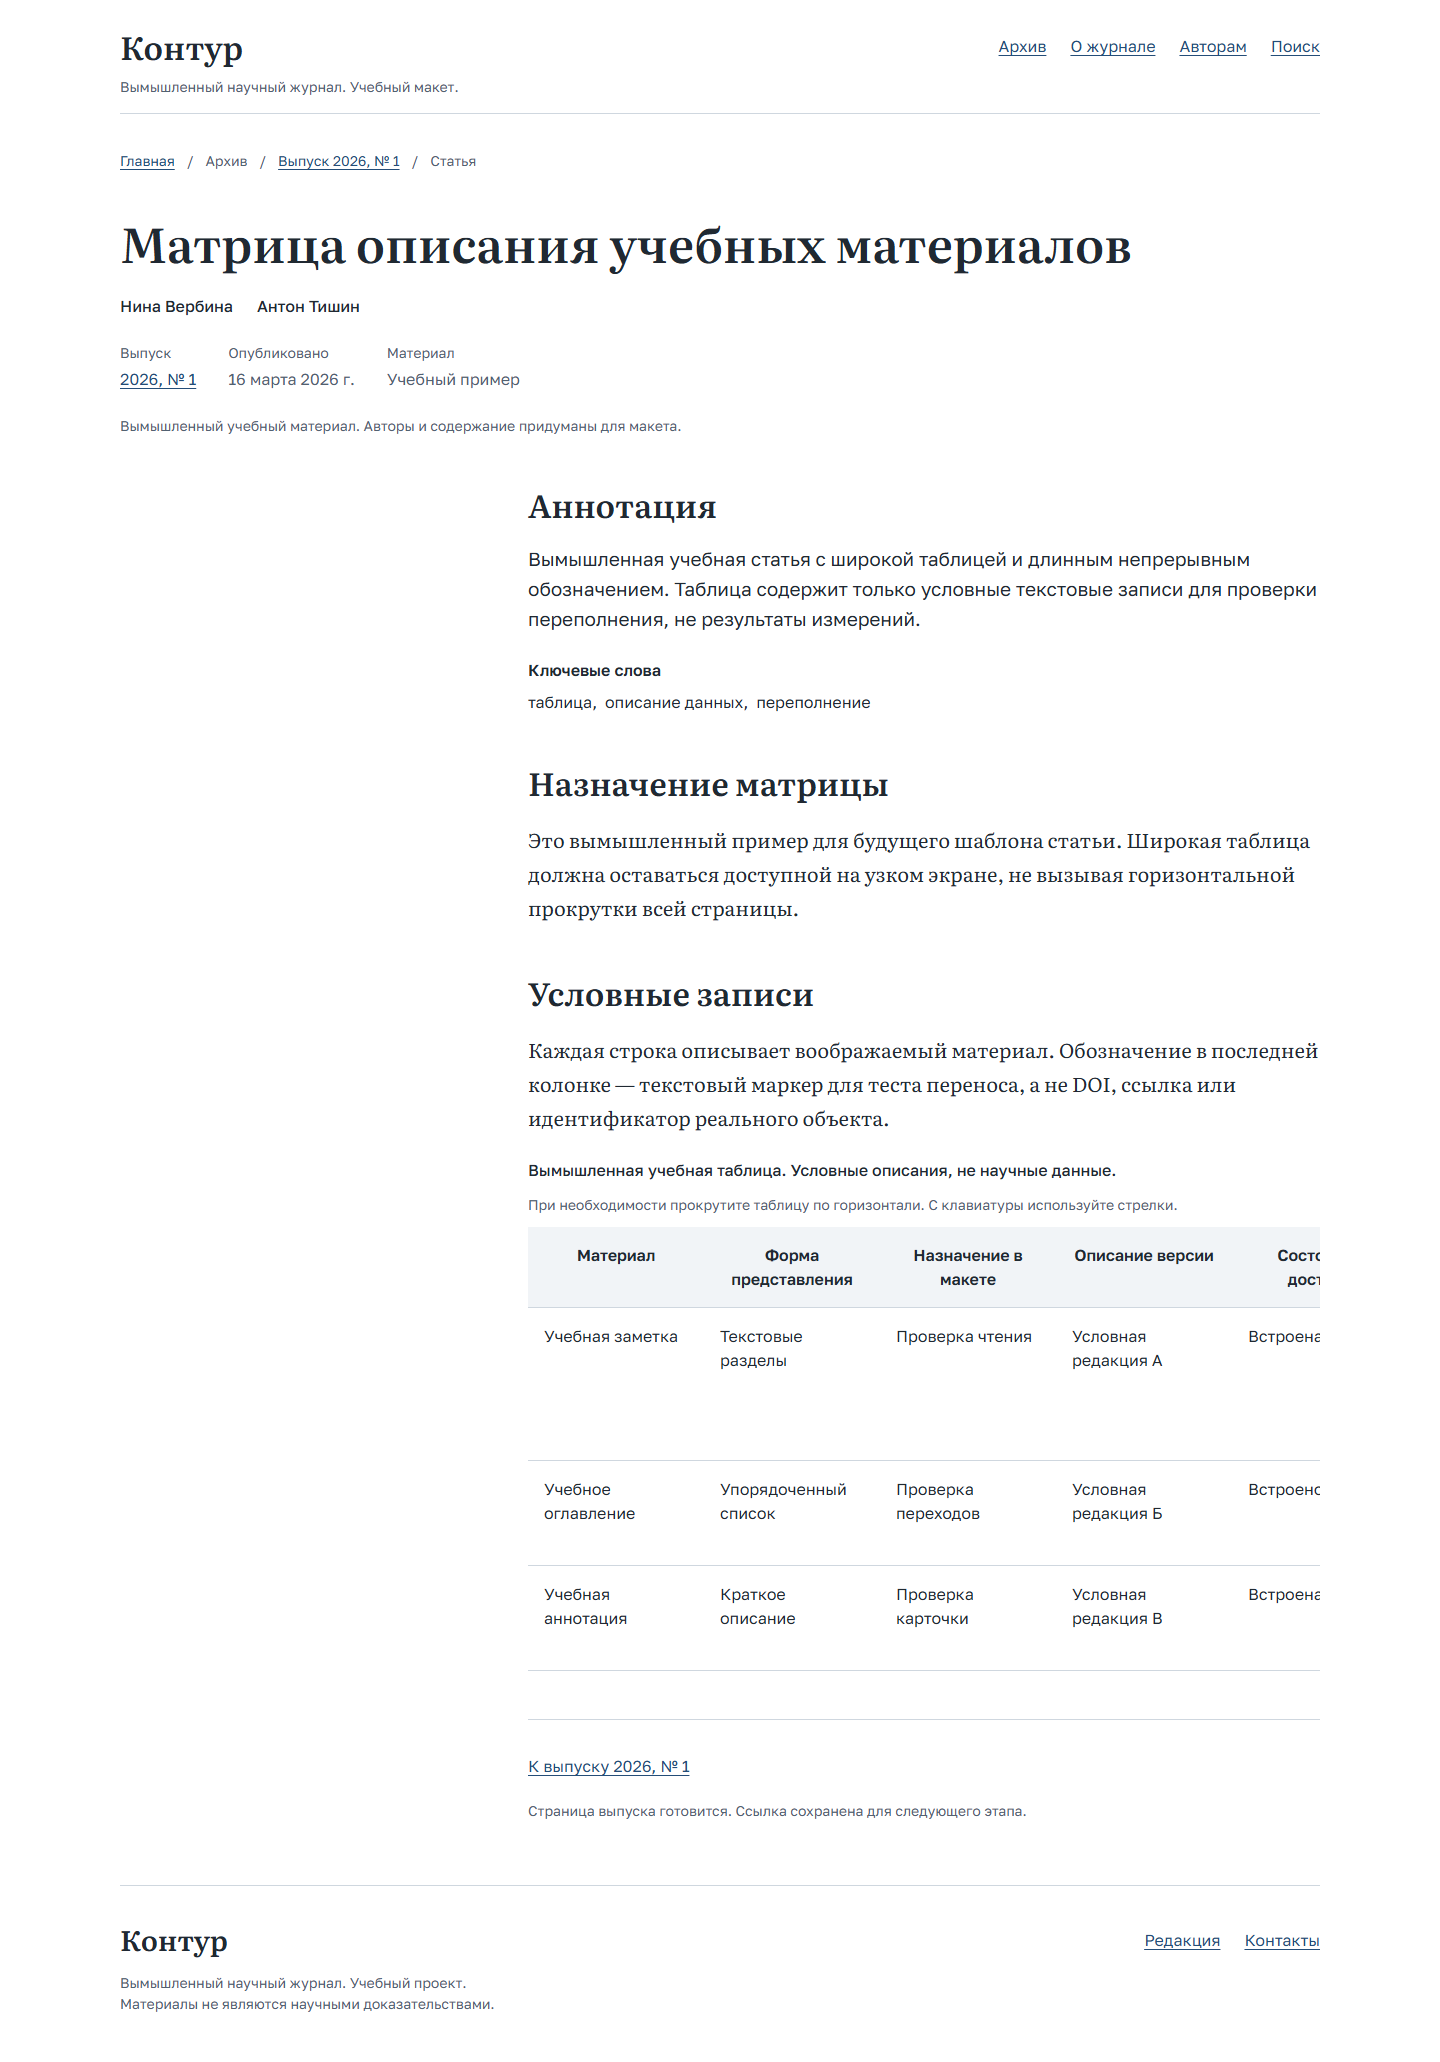 Контур
Архив О журнале Авторам Поиск
Вымышленный научный журнал. Учебный макет.
Главная / Архив / Выпуск 2026, № 1 / Статья
Матрица описания учебных материалов
Нина Вербина Антон Тишин
Выпуск Опубликовано Материал
2026, № 1 16 марта 2026 г. Учебный пример
Вымышленный учебный материал. Авторы и содержание придуманы для макета.
Аннотация
Вымышленная учебная статья с широкой таблицей и длинным непрерывным
обозначением. Таблица содержит только условные текстовые записи для проверки
переполнения, не результаты измерений.
Ключевые слова
таблица, описание данных, переполнение
Назначение матрицы
Это вымышленный пример для будущего шаблона статьи. Широкая таблица
должна оставаться доступной на узком экране, не вызывая горизонтальной
прокрутки всей страницы.
Условные записи
Каждая строка описывает воображаемый материал. Обозначение в последней
колонке — текстовый маркер для теста переноса, а не DOI, ссылка или
идентификатор реального объекта.
Вымышленная учебная таблица. Условные описания, не научные данные.
При необходимости прокрутите таблицу по горизонтали. С клавиатуры используйте стрелки.
Материал Форма Назначение в Описание версии
представления макете
Учебная заметка Текстовые Проверка чтения Условная Встроена
разделы редакция А
Учебное Упорядоченный Проверка Условная
оглавление список переходов редакция Б
Учебная Краткое Проверка Условная Встроена
аннотация описание карточки редакция В
К выпуску 2026, № 1
Страница выпуска готовится. Ссылка сохранена для следующего этапа.
Контур
Редакция Контакты
Вымышленный научный журнал. Учебный проект.
Материалы не являются научными доказательствами.